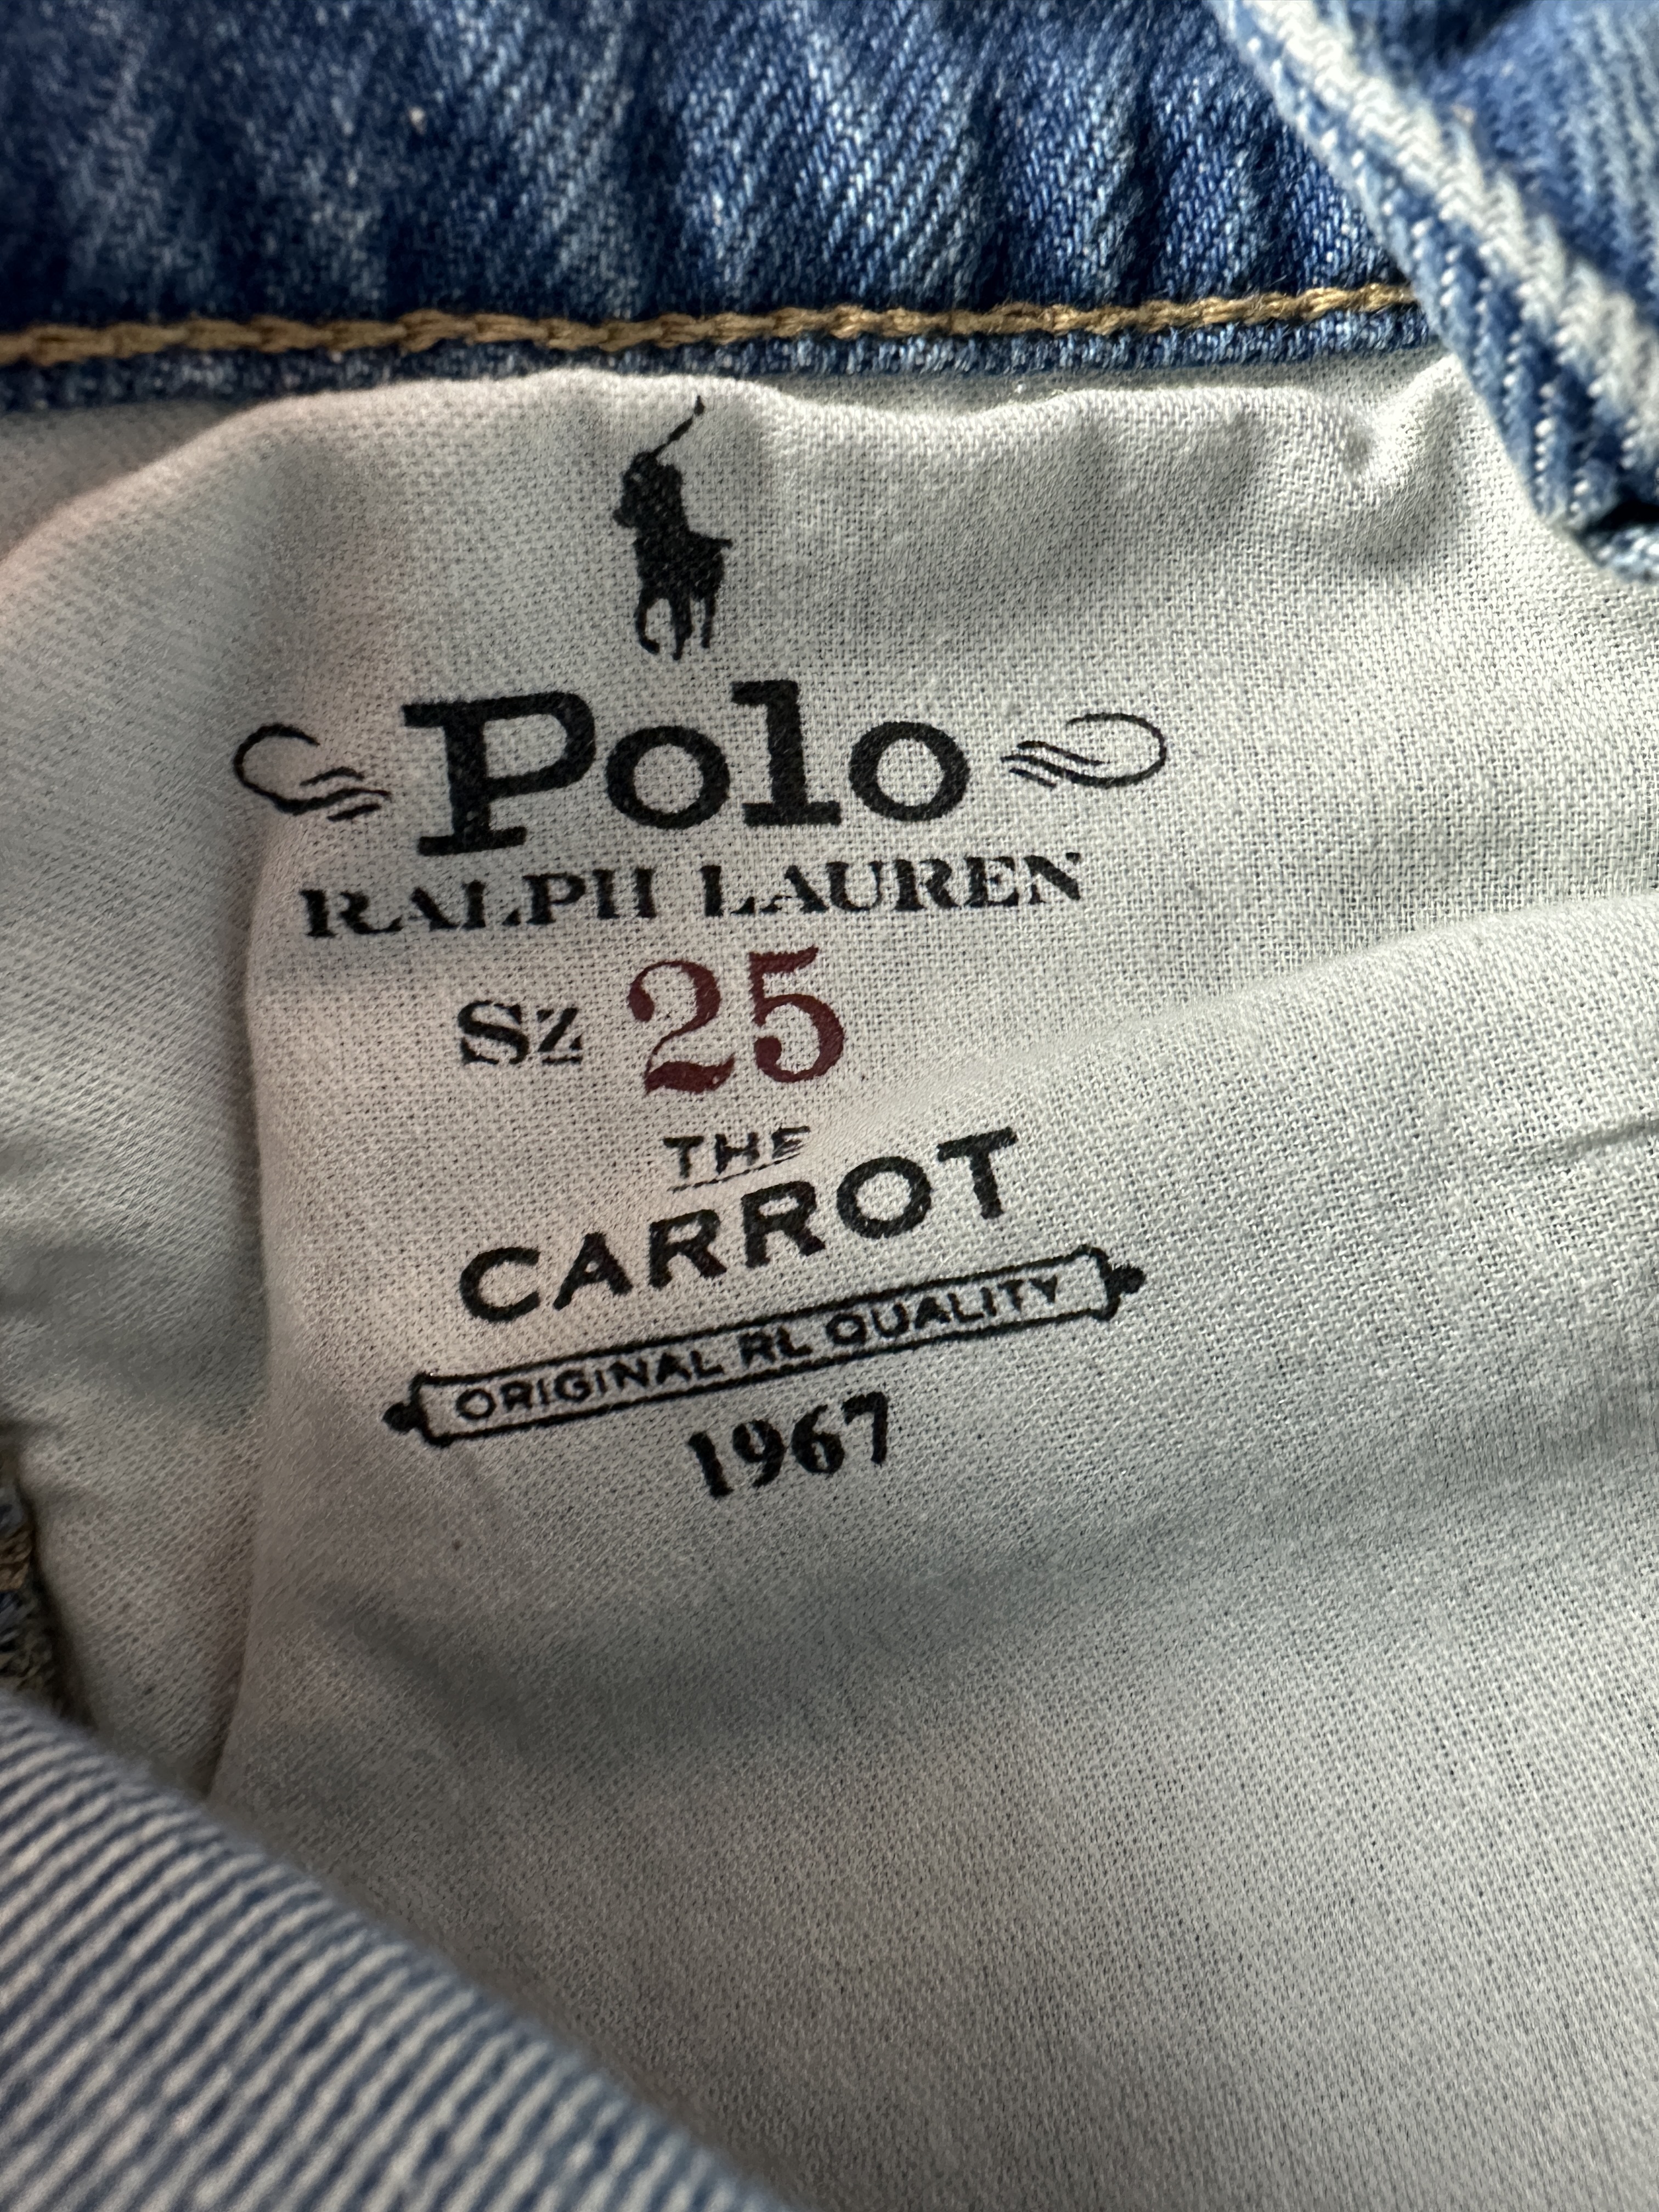 Polo
RALPH LAUREN
Sz 25
THE
CARROT
ORIGINAL RL QUALITY
1967